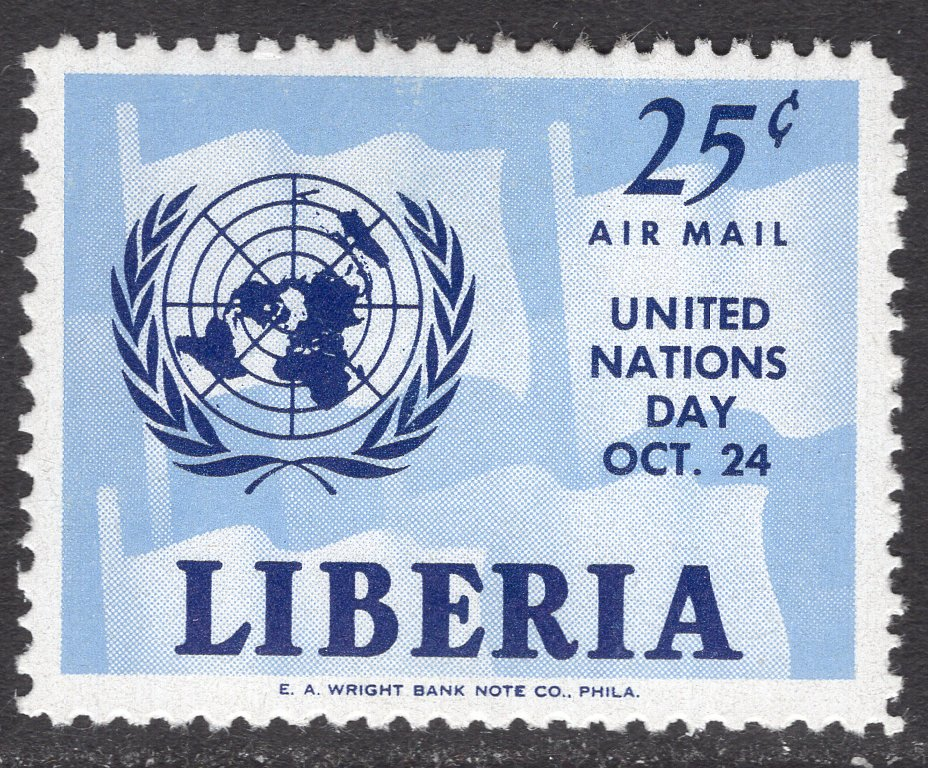 25¢
AIR MAIL
UNITED
NATIONS
DAY
OCT. 24
LIBERIA
E. A. WRIGHT BANK NOTE CO., PHILA.